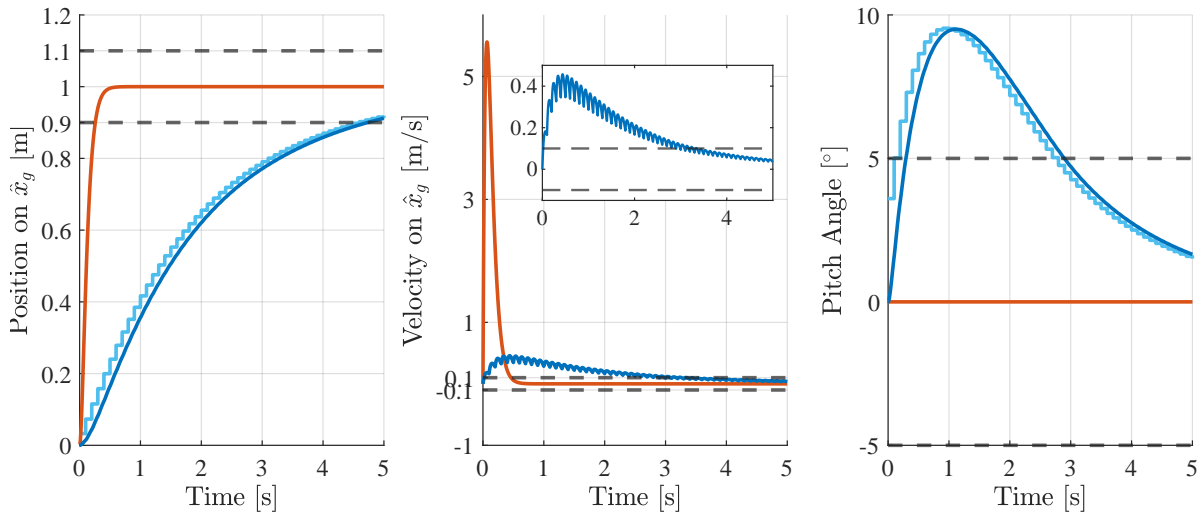 1.2
1.1
1
0.9
0.8
0.6
0.4
0.2
0
0 1 2 3 4 5
Time [s]
Position on x̂_g [m]
5
1
0.1
-0.1
-1
0 1 2 3 4 5
Time [s]
Velocity on x̂_g [m/s]
0.4
0.2
0
0 2 4
10
5
0
-5
0 1 2 3 4 5
Time [s]
Pitch Angle [°]